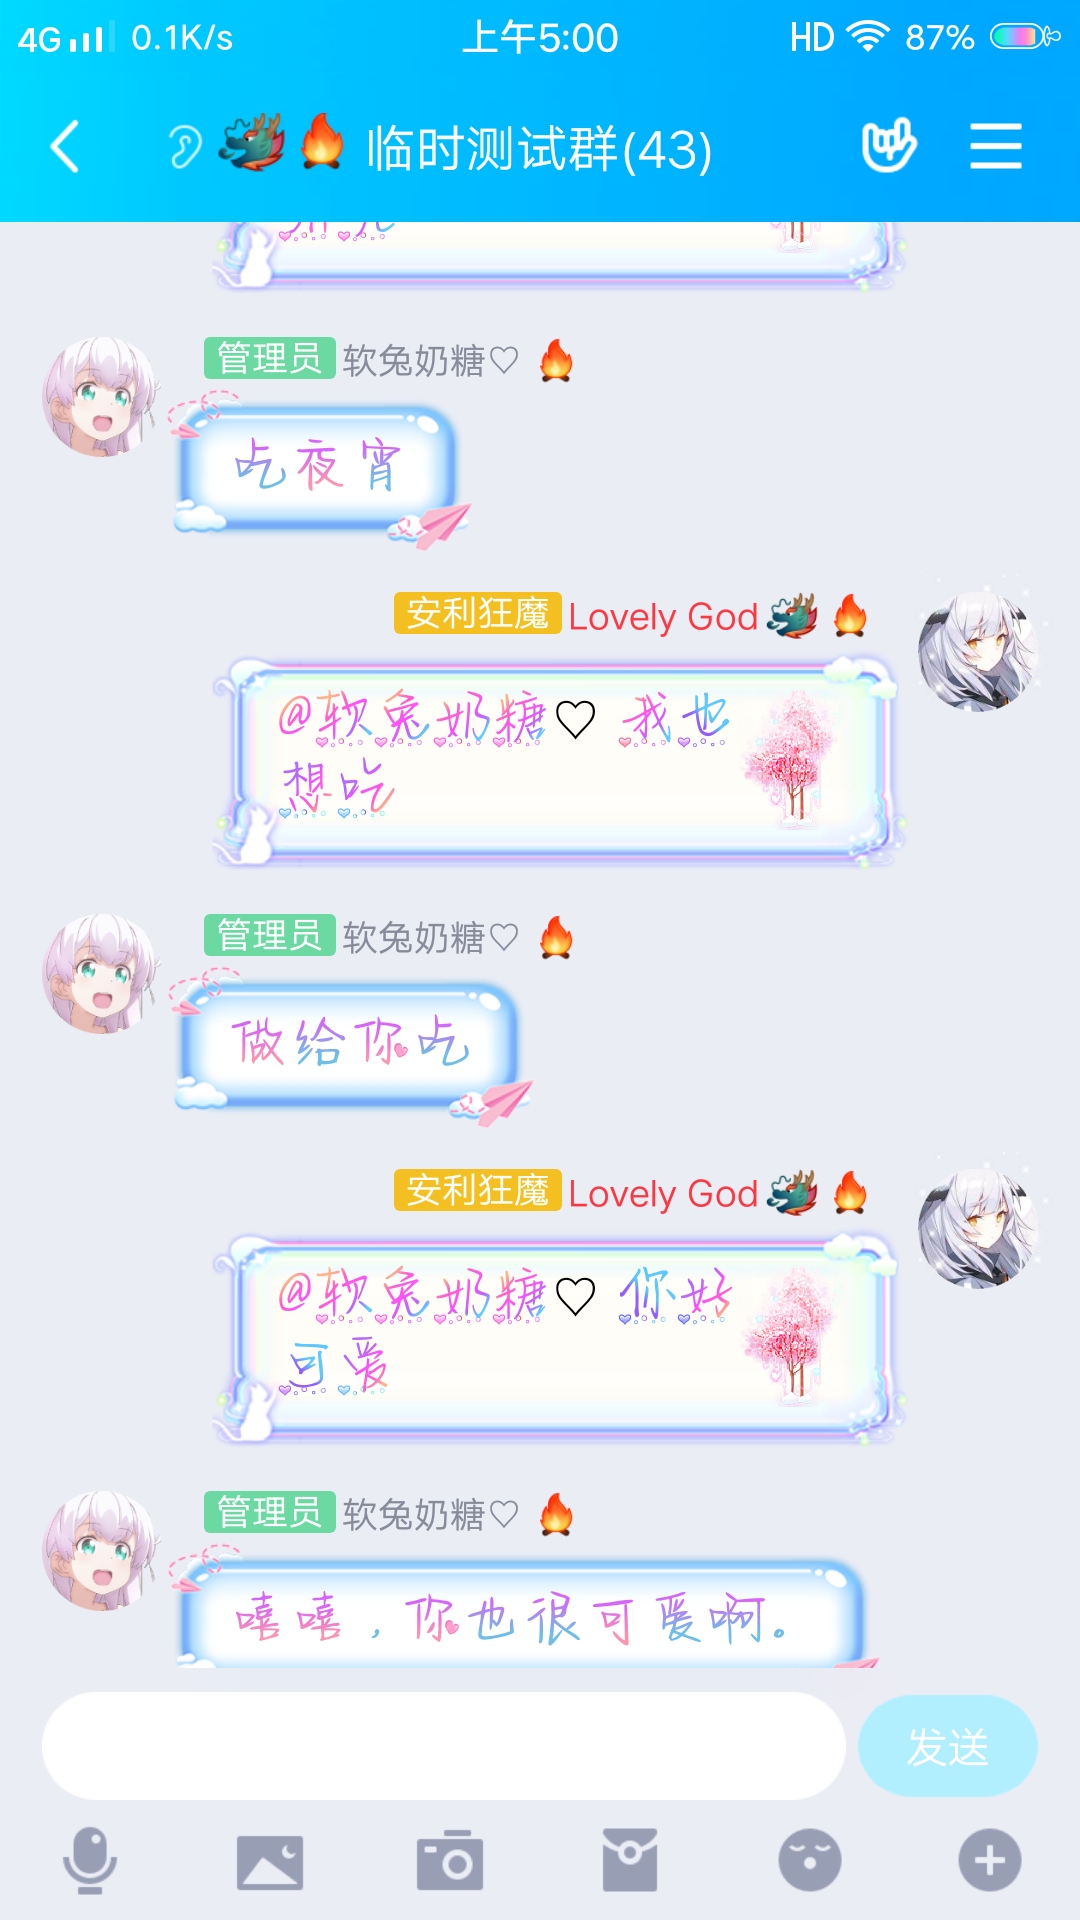 4G 0.1K/s 上午5:00 HD 87%
临时测试群(43)
管理员 软兔奶糖♡
吃夜宵
安利狂魔 Lovely God
@软兔奶糖♡ 我也
想吃
管理员 软兔奶糖♡
做给你吃
安利狂魔 Lovely God
@软兔奶糖♡ 你好
可爱
管理员 软兔奶糖♡
嘻嘻，你也很可爱啊。
发送